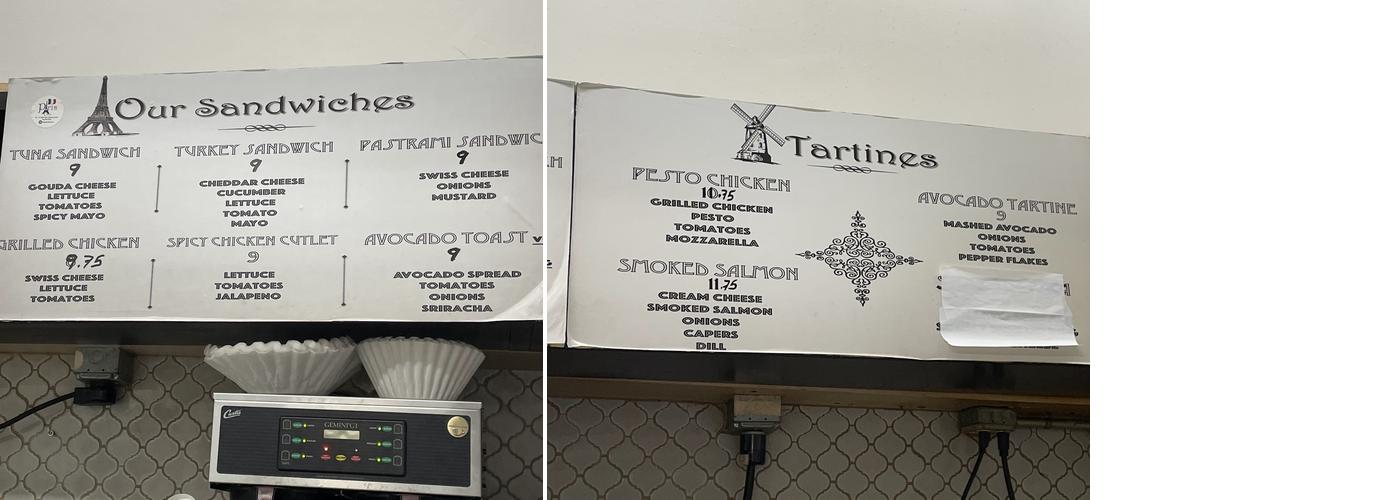 Our Sandwiches
TUNA SANDWICH
9
GOUDA CHEESE
LETTUCE
TOMATOES
SPICY MAYO
TURKEY SANDWICH
9
CHEDDAR CHEESE
CUCUMBER
LETTUCE
TOMATO
MAYO
PASTRAMI SANDWIC
9
SWISS CHEESE
ONIONS
MUSTARD
GRILLED CHICKEN
9.75
SWISS CHEESE
LETTUCE
TOMATOES
SPICY CHICKEN CUTLET
9
LETTUCE
TOMATOES
JALAPENO
AVOCADO TOAST V
9
AVOCADO SPREAD
TOMATOES
ONIONS
SRIRACHA
Curtis
GEMINI
Tartines
PESTO CHICKEN
10.75
GRILLED CHICKEN
PESTO
TOMATOES
MOZZARELLA
SMOKED SALMON
11.75
CREAM CHEESE
SMOKED SALMON
ONIONS
CAPERS
DILL
AVOCADO TARTINE
9
MASHED AVOCADO
ONIONS
TOMATOES
PEPPER FLAKES